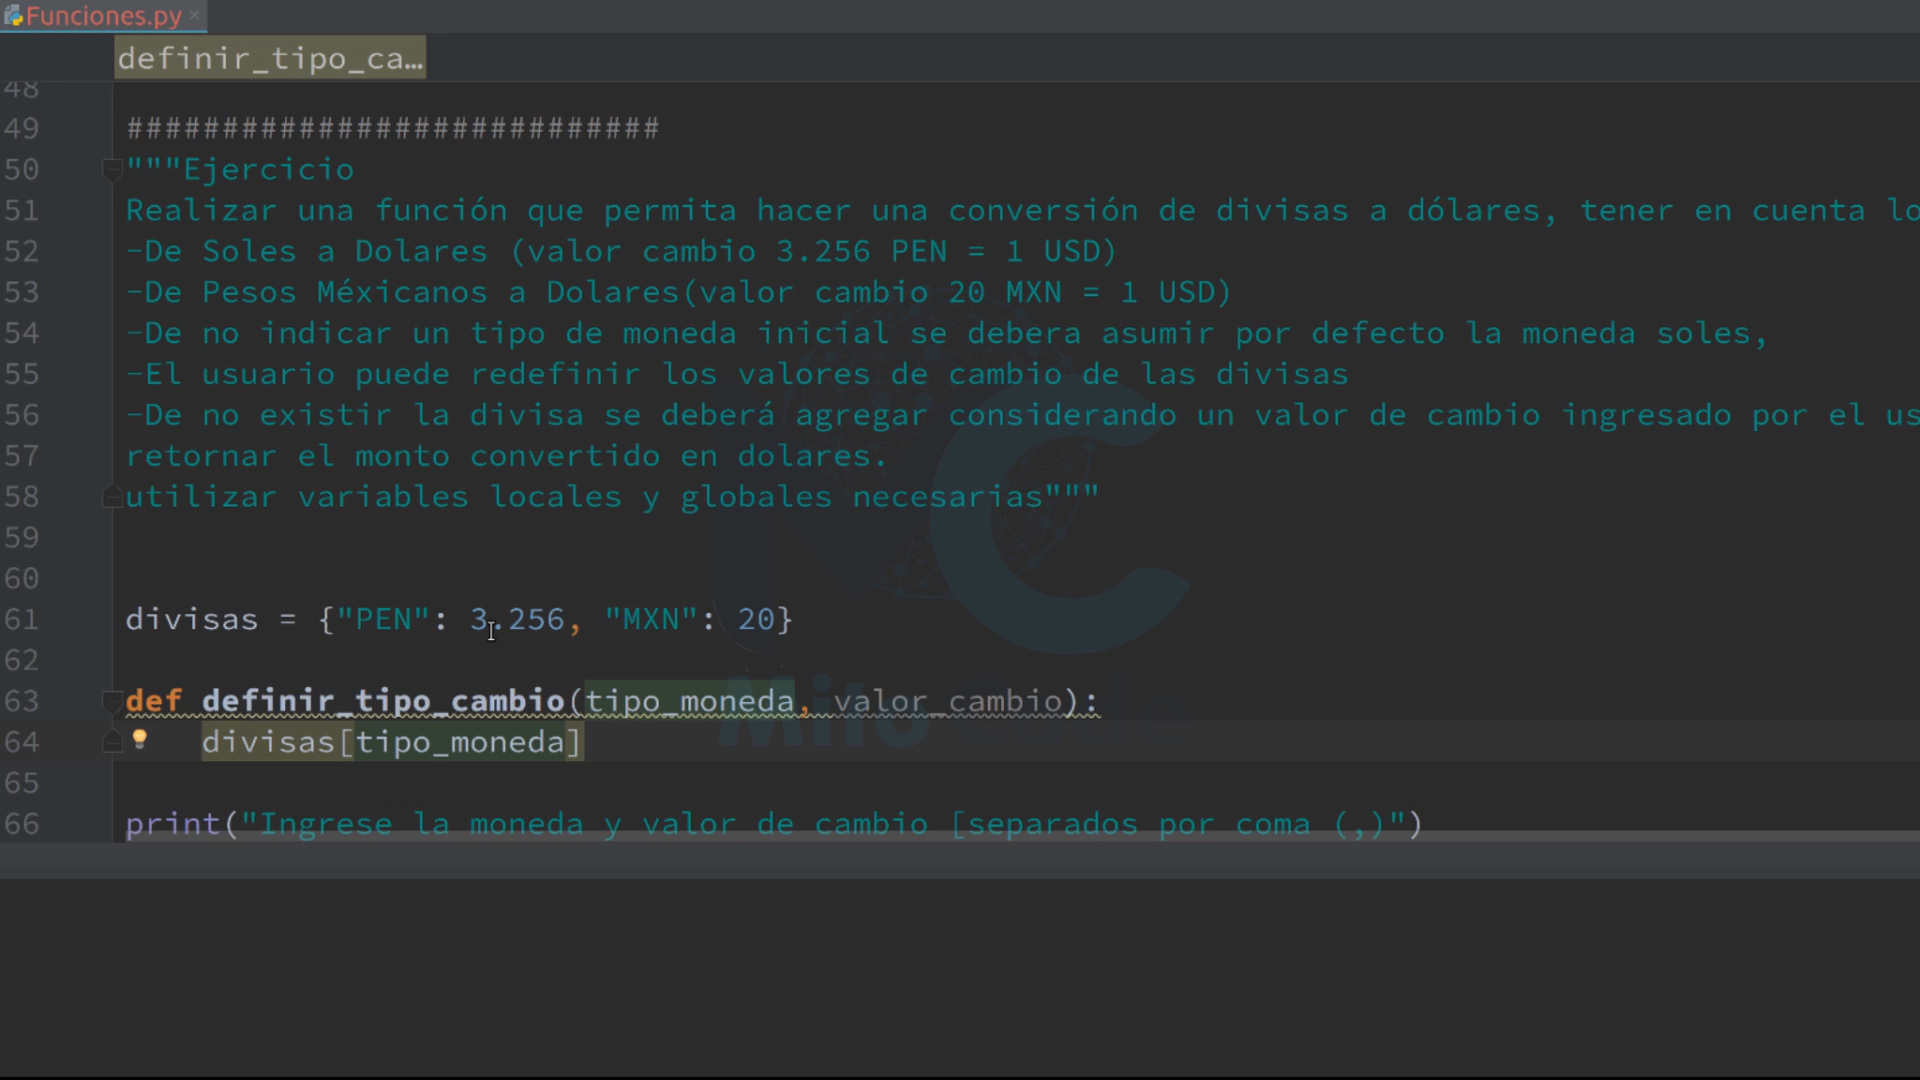 Funciones.py
definir_tipo_ca…
48
49 ############################
50 """Ejercicio
51 Realizar una función que permita hacer una conversión de divisas a dólares, tener en cuenta lo
52 -De Soles a Dolares (valor cambio 3.256 PEN = 1 USD)
53 -De Pesos Méxicanos a Dolares(valor cambio 20 MXN = 1 USD)
54 -De no indicar un tipo de moneda inicial se debera asumir por defecto la moneda soles,
55 -El usuario puede redefinir los valores de cambio de las divisas
56 -De no existir la divisa se deberá agregar considerando un valor de cambio ingresado por el us
57 retornar el monto convertido en dolares.
58 utilizar variables locales y globales necesarias"""
59
60
61 divisas = {"PEN": 3.256, "MXN": 20}
62
63 def definir_tipo_cambio(tipo_moneda, valor_cambio):
64 divisas[tipo_moneda]
65
66 print("Ingrese la moneda y valor de cambio [separados por coma (,)")